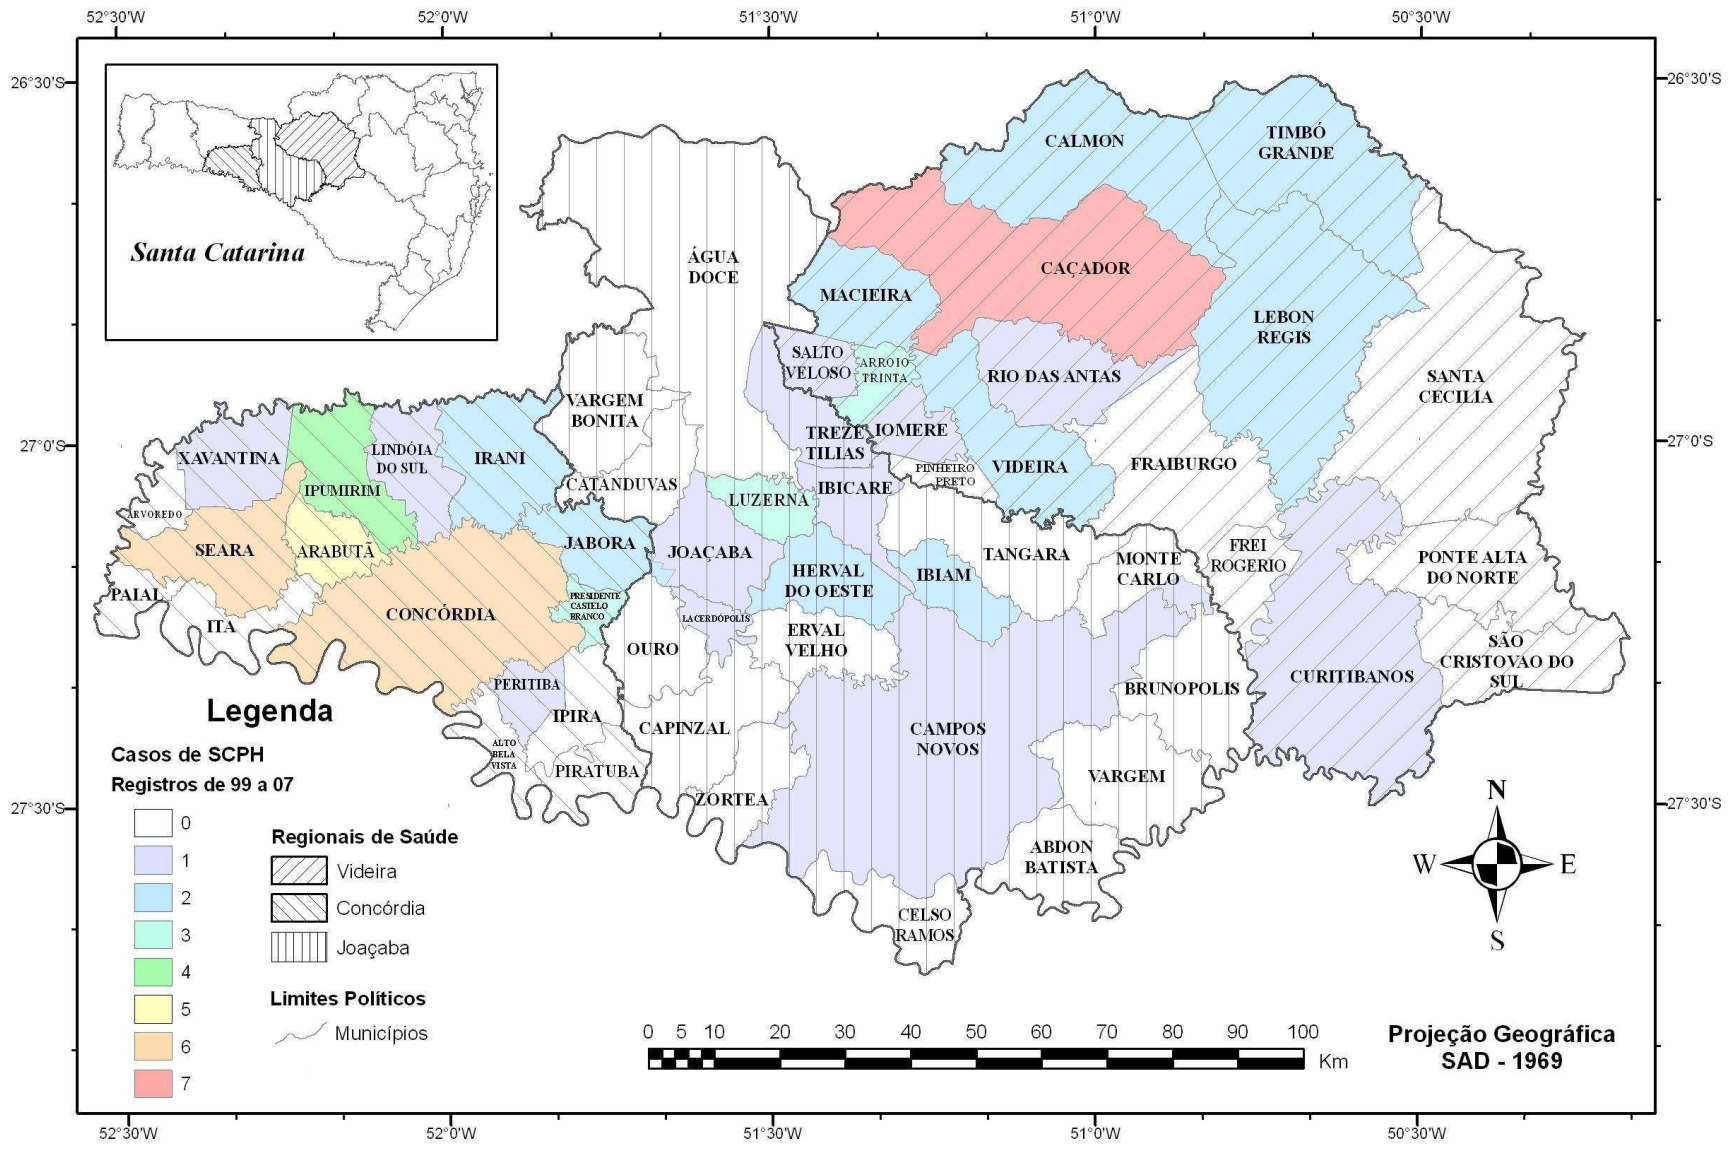 52°30'W
52°0'W
51°30'W
51°0'W
50°30'W
26°30'S
26°30'S
Santa Catarina
CALMON
TIMBÓ
GRANDE
ÁGUA
DOCE
CAÇADOR
MACIEIRA
LEBON
REGIS
SALTO
VELOSO
ARROIO
TRINTA
RIO DAS ANTAS
SANTA
CECILIA
VARGEM
BONITA
27°0'S
27°0'S
XAVANTINA
LINDÓIA
DO SUL
IRANI
TREZE
TILIAS
IOMERE
VIDEIRA
FRAIBURGO
PINHEIRO
PRETO
IPUMIRIM
CATANDUVAS
LUZERNA
IBICARE
ARVOREDO
SEARA
ARABUTÃ
JABORA
JOAÇABA
TANGARA
MONTE
CARLO
FREI
ROGERIO
PONTE ALTA
DO NORTE
HERVAL
DO OESTE
IBIAM
PAIAL
ITA
CONCÓRDIA
PRESIDENTE
CASTELO
BRANCO
LACERDÓPOLIS
OURO
ERVAL
VELHO
SÃO
CRISTOVAO DO
SUL
PERITIBA
IPIRA
BRUNOPOLIS
CURITIBANOS
CAPINZAL
CAMPOS
NOVOS
ALTO
BELA
VISTA
PIRATUBA
VARGEM
ZORTEA
ABDON
BATISTA
CELSO
RAMOS
27°30'S
27°30'S
Legenda
Casos de SCPH
Registros de 99 a 07
0
1
2
3
4
5
6
7
Regionais de Saúde
Videira
Concórdia
Joaçaba
Limites Políticos
Municípios
N
W
E
S
0 5 10 20 30 40 50 60 70 80 90 100
Km
Projeção Geográfica
SAD - 1969
52°30'W
52°0'W
51°30'W
51°0'W
50°30'W